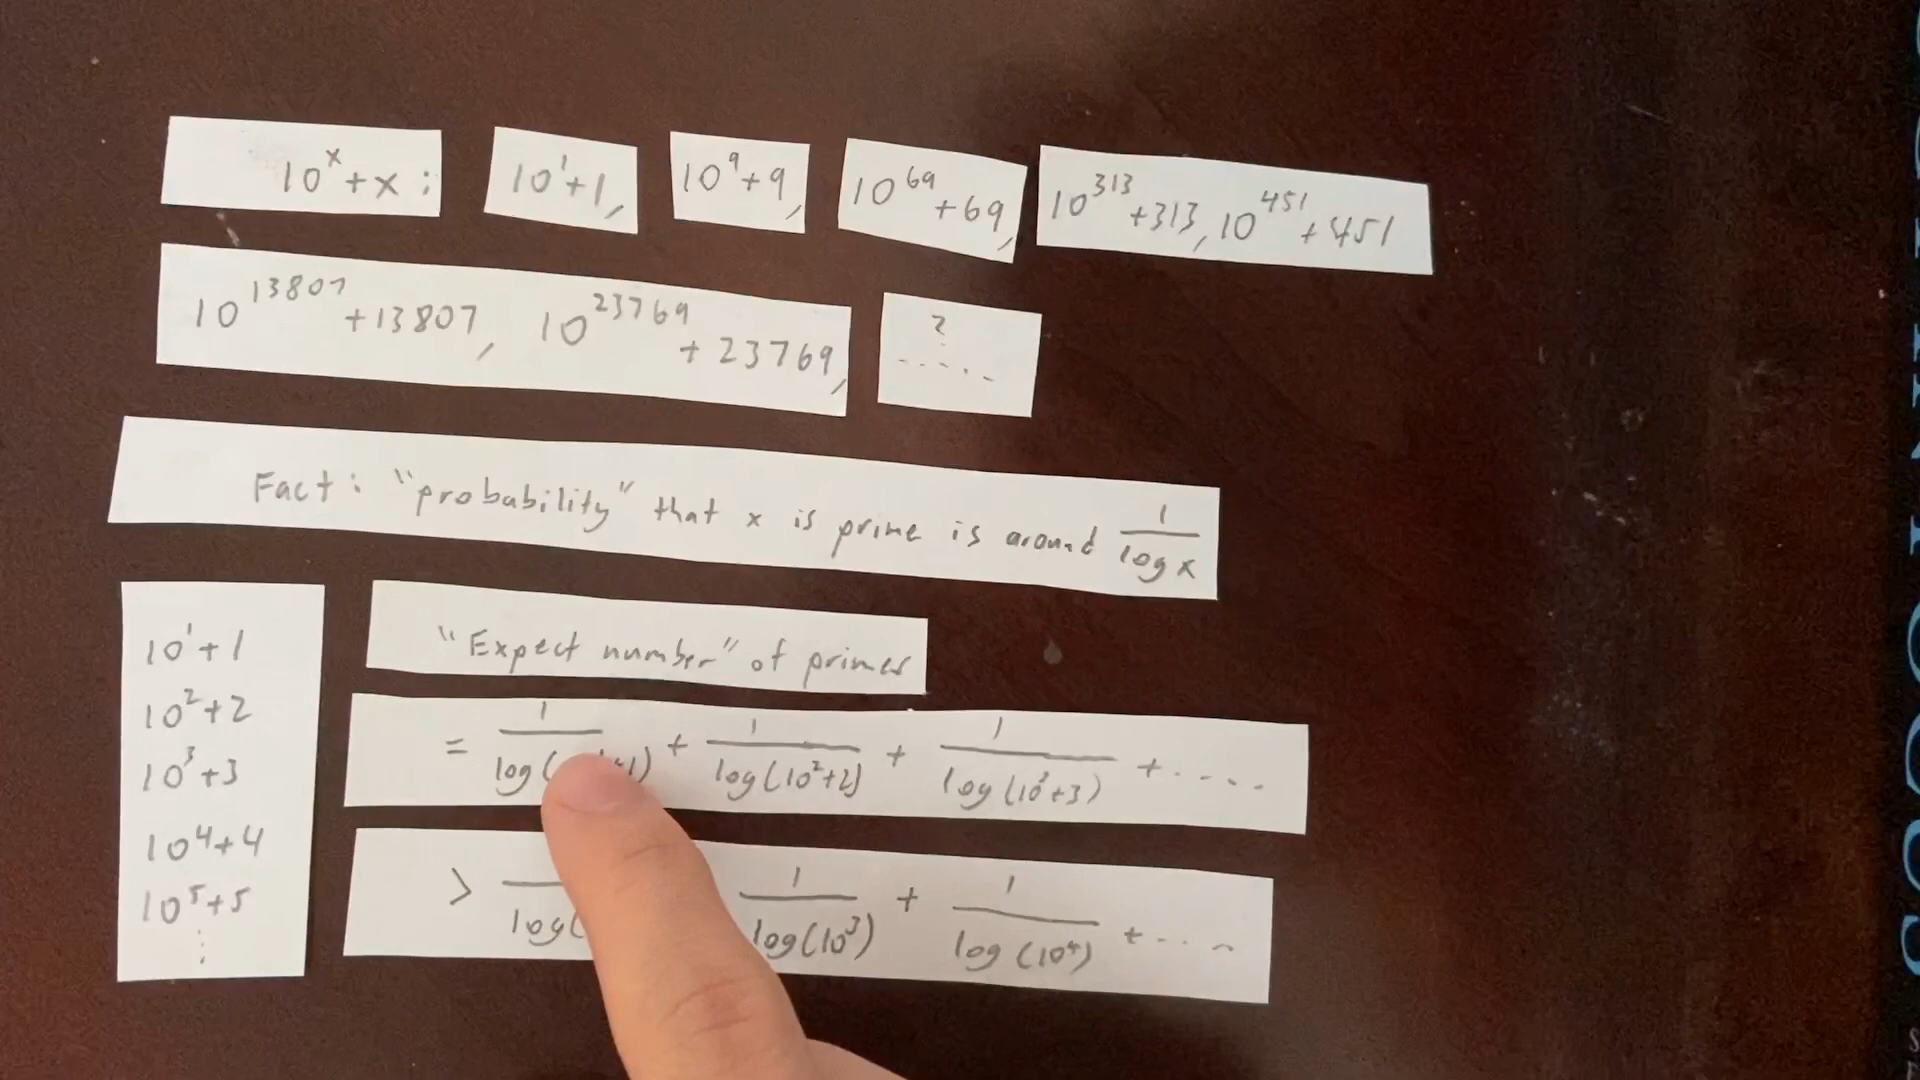 10^x + x :
10^1+1,
10^9+9,
10^69+69,
10^313+313, 10^451+451
10^13807+13807, 10^23769+23769,
?
.....
Fact: "probability" that x is prime is around 1/log x
10^1+1
10^2+2
10^3+3
10^4+4
10^5+5
⋮
"Expect number" of primes
= 1/log( +1) + 1/log(10^2+2) + 1/log(10^3+3) + .....
> log( 1/log(10^3) + 1/log(10^4) + .....